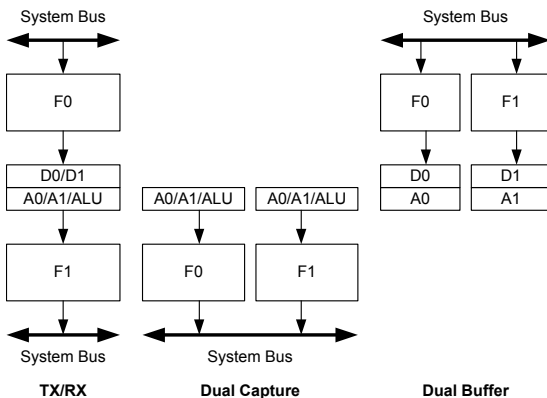 System Bus
System Bus
F0
F0
F1
D0/D1
D0
D1
A0/A1/ALU
A0/A1/ALU
A0/A1/ALU
A0
A1
F1
F0
F1
System Bus
System Bus
TX/RX
Dual Capture
Dual Buffer